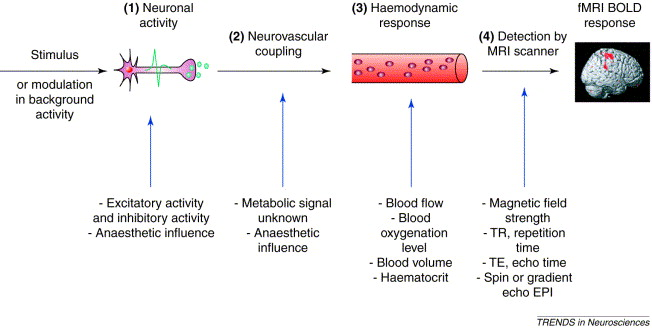 (1) Neuronal
activity
Stimulus
or modulation
in background
activity
(2) Neurovascular
coupling
(3) Haemodynamic
response
(4) Detection by
MRI scanner
fMRI BOLD
response
- Excitatory activity
and inhibitory activity
- Anaesthetic influence
- Metabolic signal
unknown
- Anaesthetic
influence
- Blood flow
- Blood
oxygenation
level
- Blood volume
- Haematocrit
- Magnetic field
strength
- TR, repetition
time
- TE, echo time
- Spin or gradient
echo EPI
TRENDS in Neurosciences